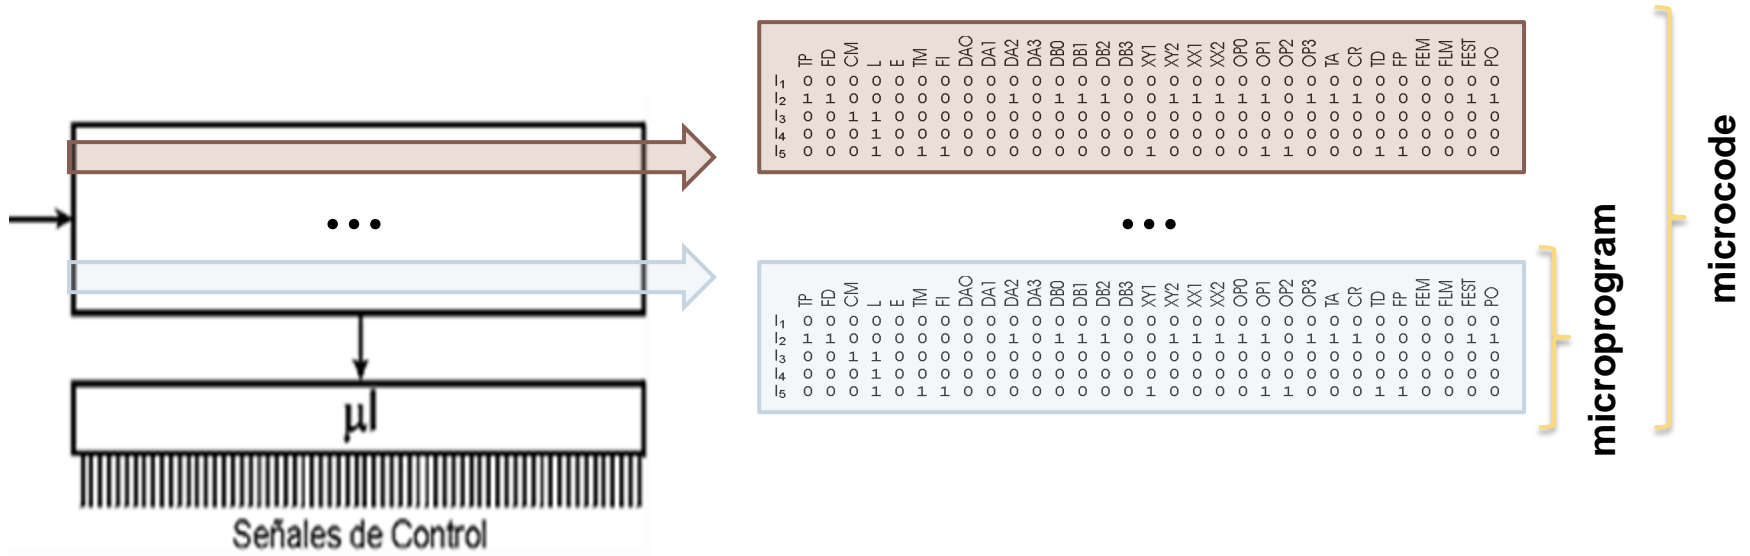 TP FD CM L E TM FI DA0 DA1 DA2 DA3 DB0 DB1 DB2 DB3 XY1 XY2 XX1 XX2 OP0 OP1 OP2 OP3 TA CR TD FP FEM FLM FEST PO
I₁ 0 0 0 0 0 0 0 0 0 0 0 0 0 0 0 0 0 0 0 0 0 0 0 0 0 0 0 0 0 0 0
I₂ 1 1 0 0 0 0 0 0 0 1 0 1 1 1 0 0 1 1 1 1 1 0 1 1 1 0 0 0 0 1 1
I₃ 0 0 1 1 0 0 0 0 0 0 0 0 0 0 0 0 0 0 0 0 0 0 0 0 0 0 0 0 0 0 0
I₄ 0 0 0 1 0 0 0 0 0 0 0 0 0 0 0 0 0 0 0 0 0 0 0 0 0 0 0 0 0 0 0
I₅ 0 0 0 1 0 1 1 0 0 0 0 0 0 0 0 1 0 0 0 0 1 1 0 0 0 1 1 0 0 0 0
...
...
TP FD CM L E TM FI DA0 DA1 DA2 DA3 DB0 DB1 DB2 DB3 XY1 XY2 XX1 XX2 OP0 OP1 OP2 OP3 TA CR TD FP FEM FLM FEST PO
I₁ 0 0 0 0 0 0 0 0 0 0 0 0 0 0 0 0 0 0 0 0 0 0 0 0 0 0 0 0 0 0 0
I₂ 1 1 0 0 0 0 0 0 0 1 0 1 1 1 0 0 1 1 1 1 1 0 1 1 1 0 0 0 0 1 1
I₃ 0 0 1 1 0 0 0 0 0 0 0 0 0 0 0 0 0 0 0 0 0 0 0 0 0 0 0 0 0 0 0
I₄ 0 0 0 1 0 0 0 0 0 0 0 0 0 0 0 0 0 0 0 0 0 0 0 0 0 0 0 0 0 0 0
I₅ 0 0 0 1 0 1 1 0 0 0 0 0 0 0 0 1 0 0 0 0 1 1 0 0 0 1 1 0 0 0 0
microprogram
microcode
μI
Señales de Control